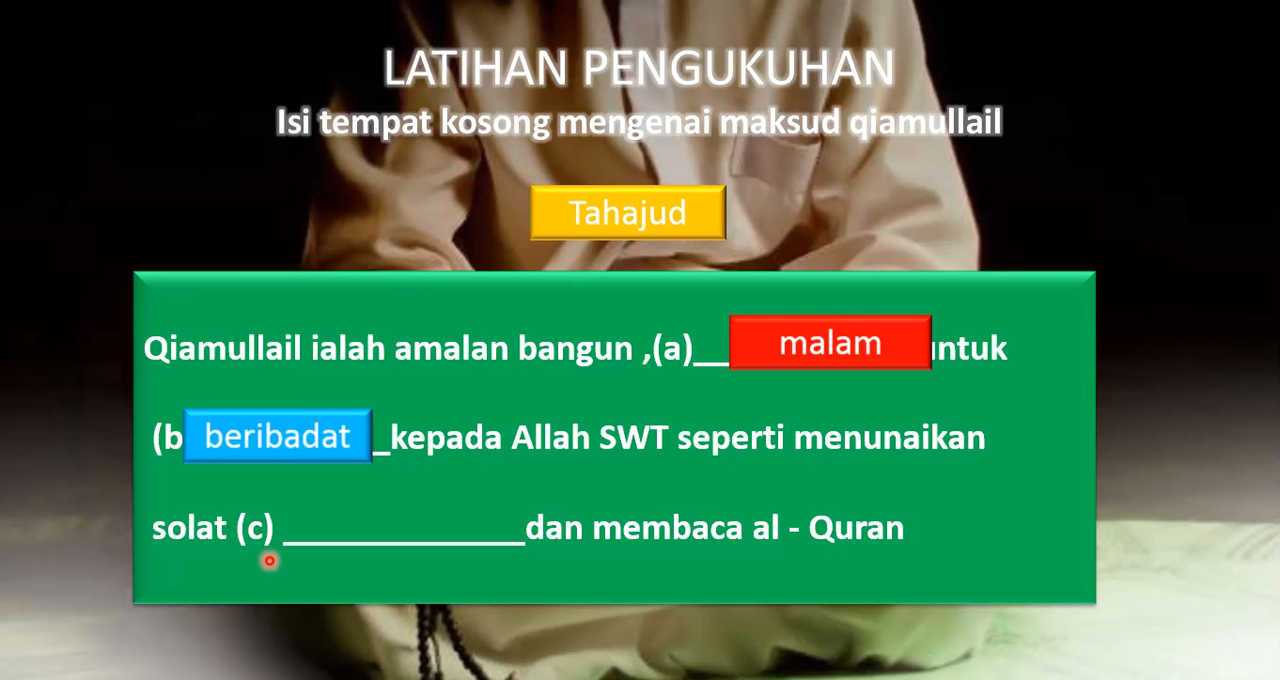 LATIHAN PENGUKUHAN
Isi tempat kosong mengenai maksud qiamullail
Tahajud
Qiamullail ialah amalan bangun ,(a)__ malam untuk
(b beribadat _kepada Allah SWT seperti menunaikan
solat (c) ______________dan membaca al - Quran